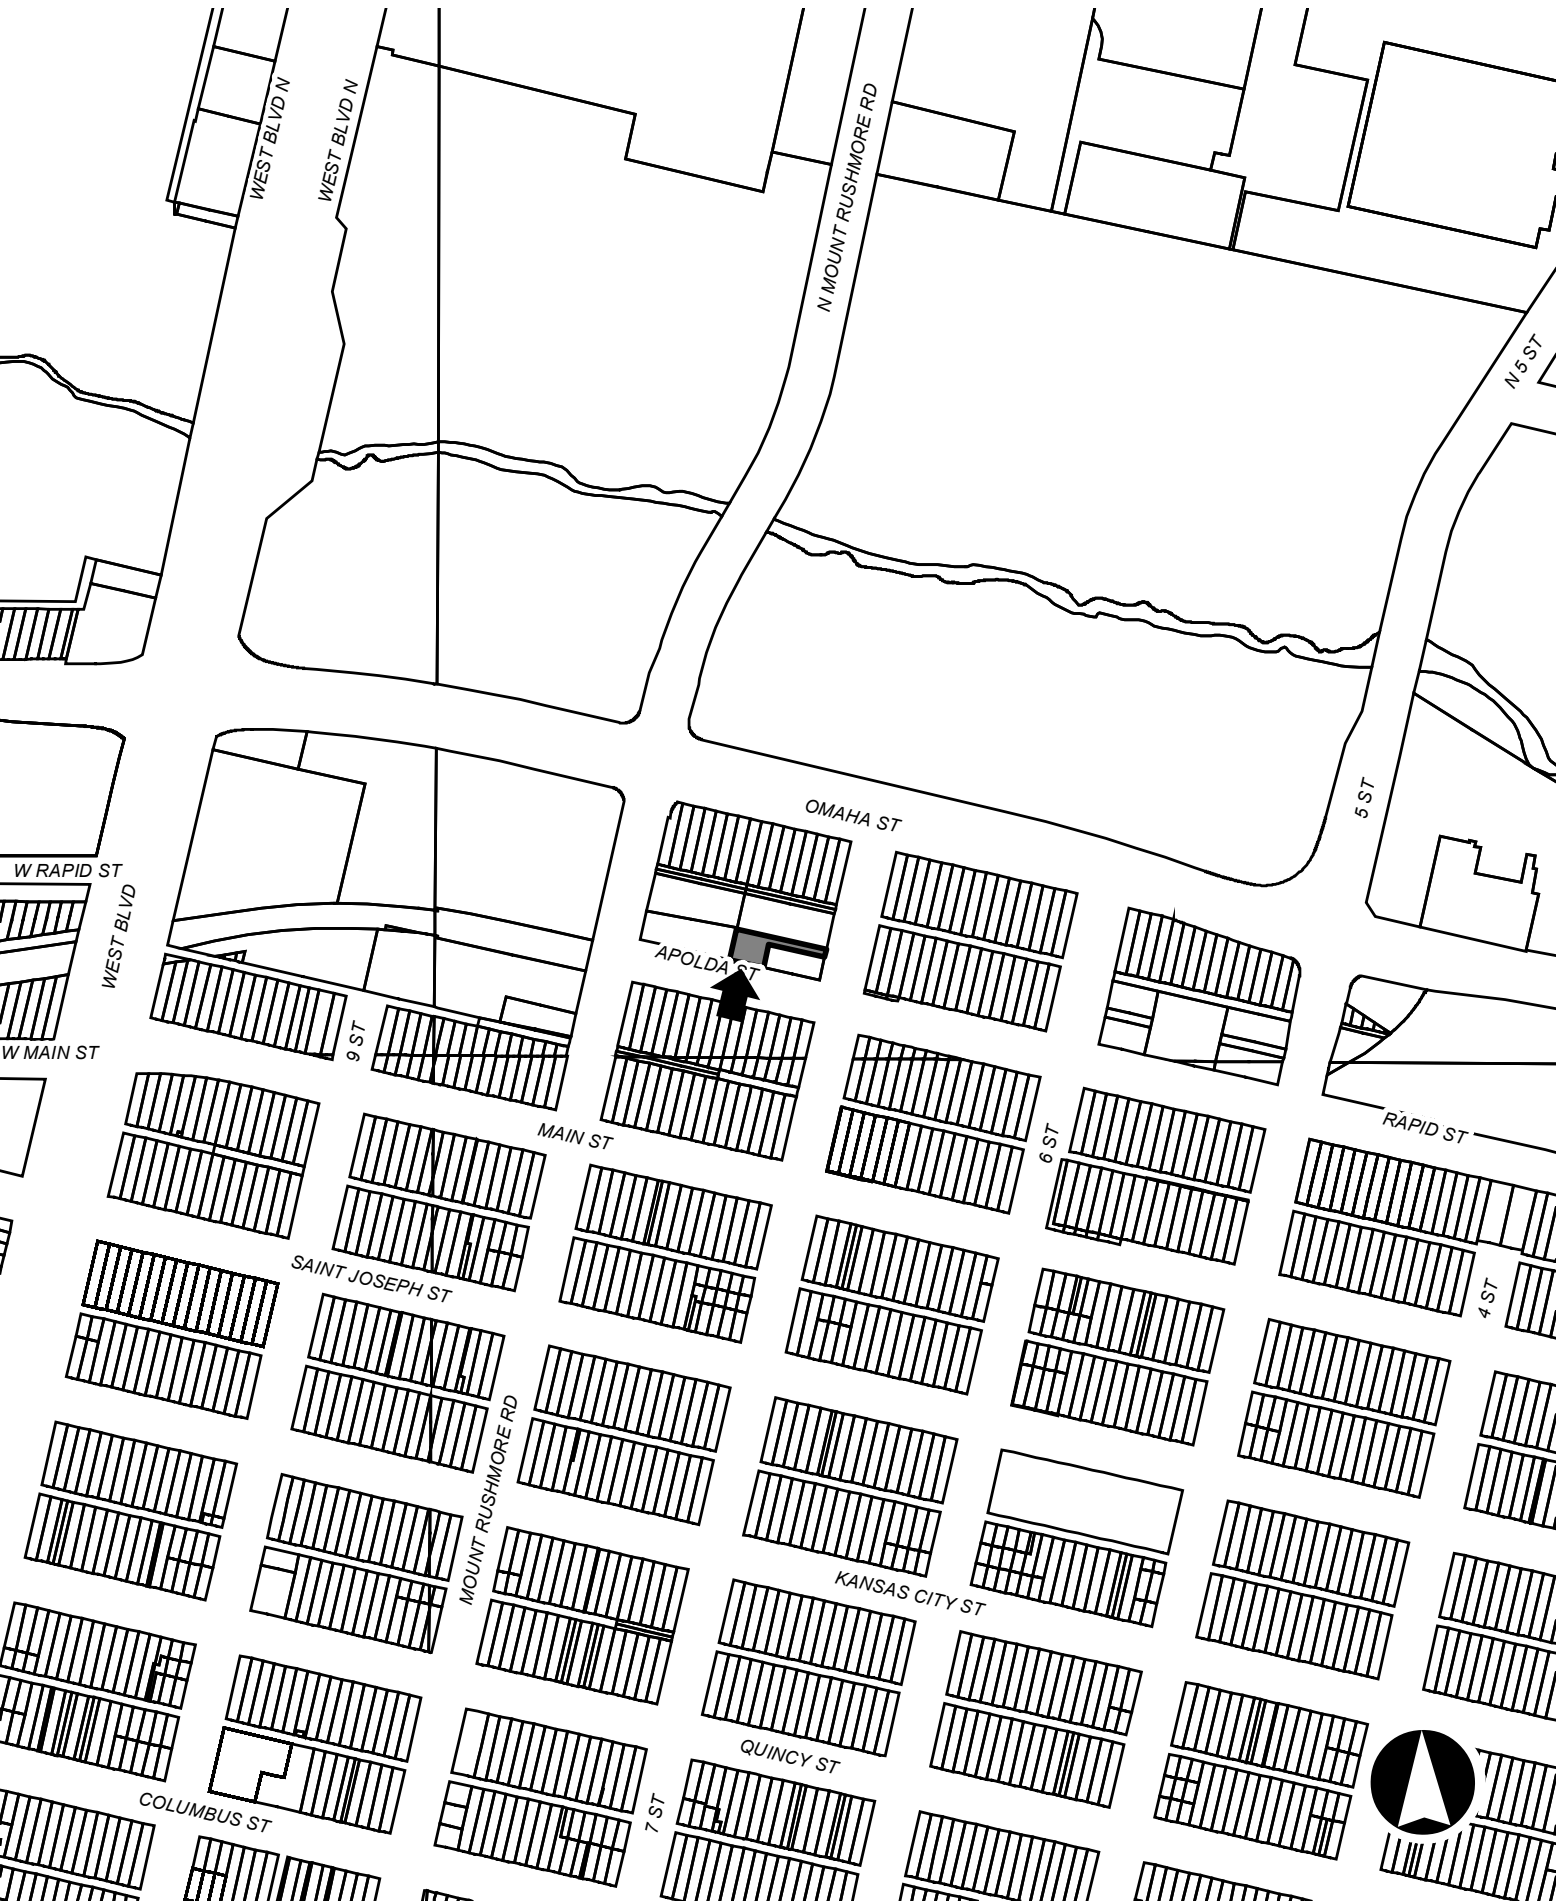 WEST BLVD N
WEST BLVD N
N MOUNT RUSHMORE RD
N 5 ST
OMAHA ST
5 ST
W RAPID ST
WEST BLVD
APOLDA ST
9 ST
W MAIN ST
MAIN ST
6 ST
RAPID ST
SAINT JOSEPH ST
4 ST
MOUNT RUSHMORE RD
KANSAS CITY ST
QUINCY ST
COLUMBUS ST
7 ST